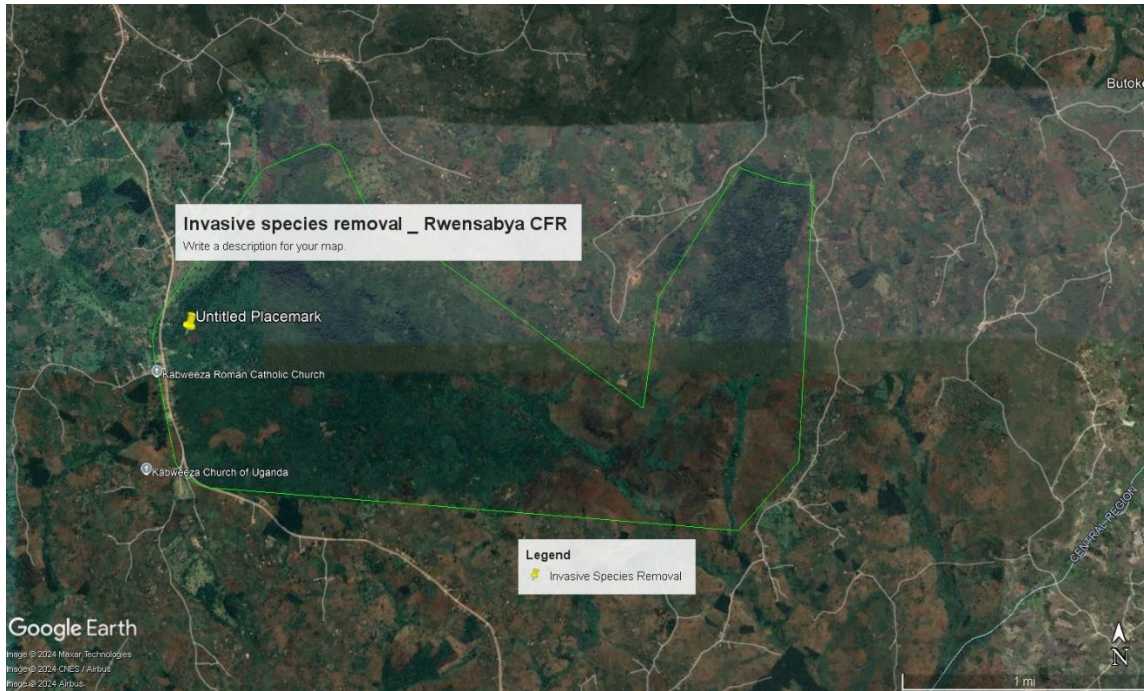 Butoke
Invasive species removal _ Rwensabya CFR
Write a description for your map.
Untitled Placemark
Kabweeza Roman Catholic Church
Kabweeza Church of Uganda
CENTRAL REGION
Legend
Invasive Species Removal
Google Earth
Image © 2024 Maxar Technologies
Image © 2024 CNES / Airbus
Image © 2024 Airbus
N
1 mi